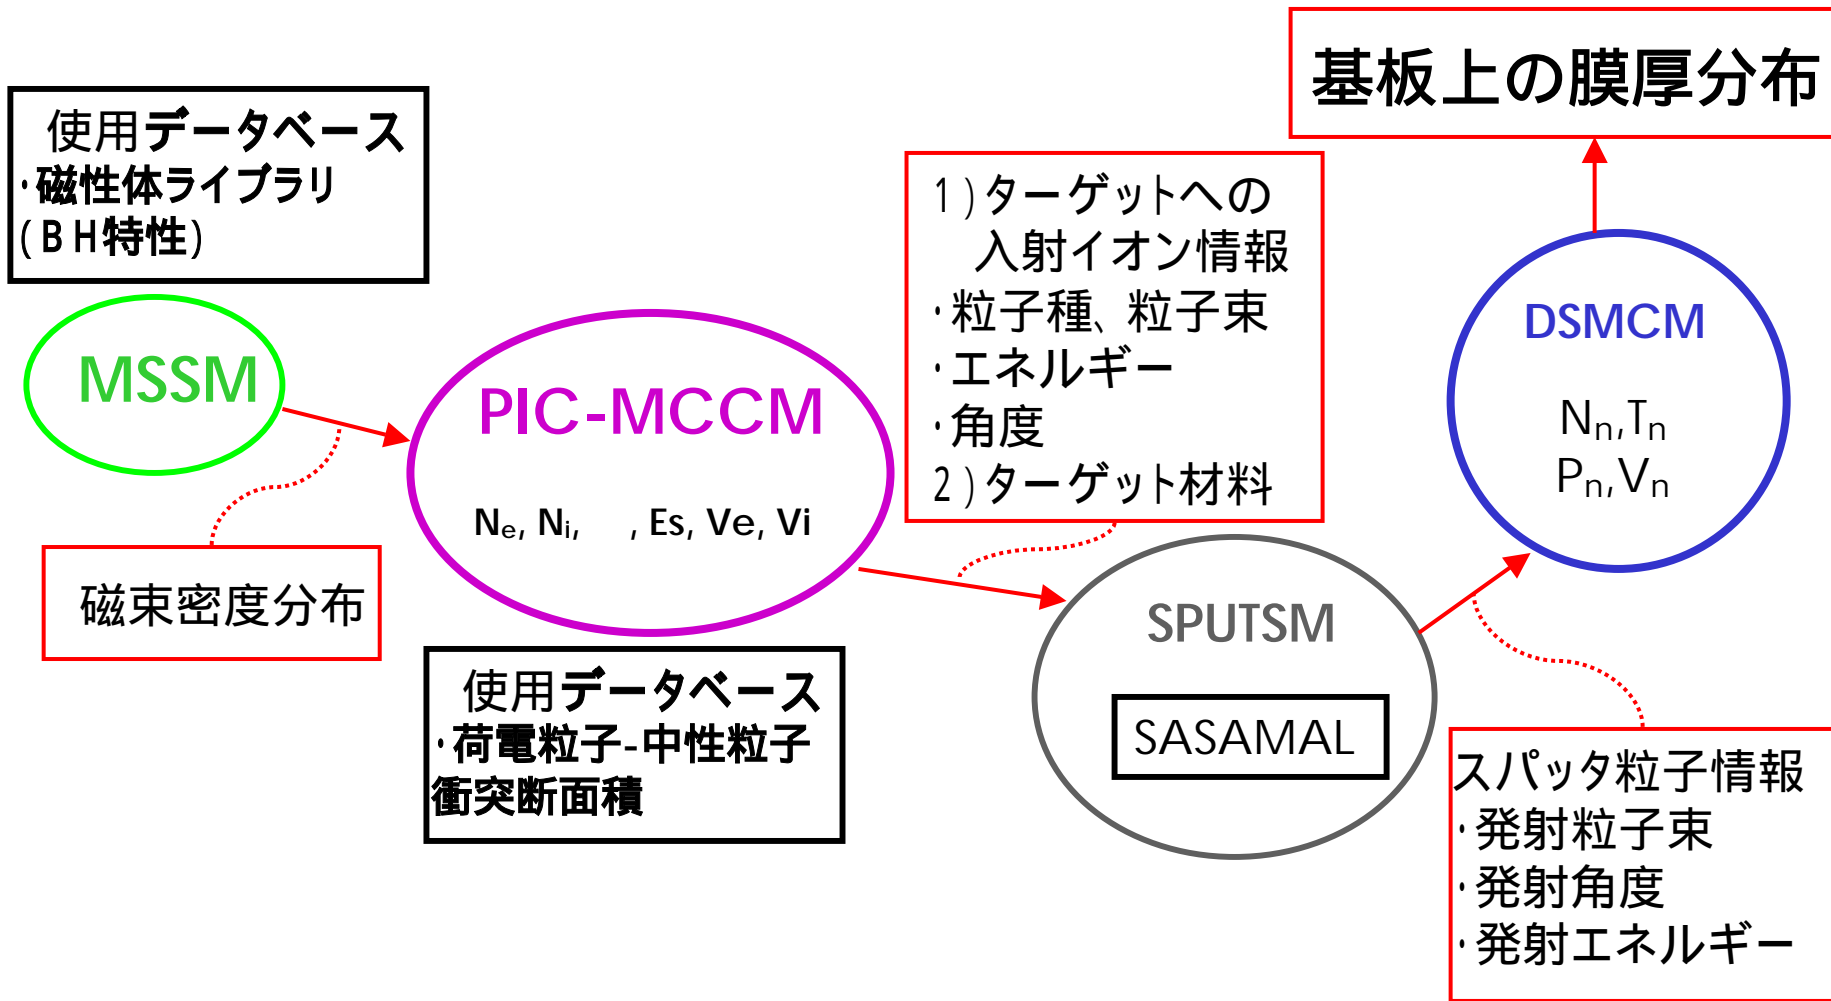 基板上の膜厚分布
使用データベース
・磁性体ライブラリ
(BH特性)
MSSM
磁束密度分布
PIC-MCCM
Ne, Ni, , Es, Ve, Vi
使用データベース
・荷電粒子-中性粒子
衝突断面積
1)ターゲットへの
入射イオン情報
・粒子種、粒子束
・エネルギー
・角度
2)ターゲット材料
SPUTSM
SASAMAL
DSMCM
Nn,Tn
Pn,Vn
スパッタ粒子情報
・発射粒子束
・発射角度
・発射エネルギー